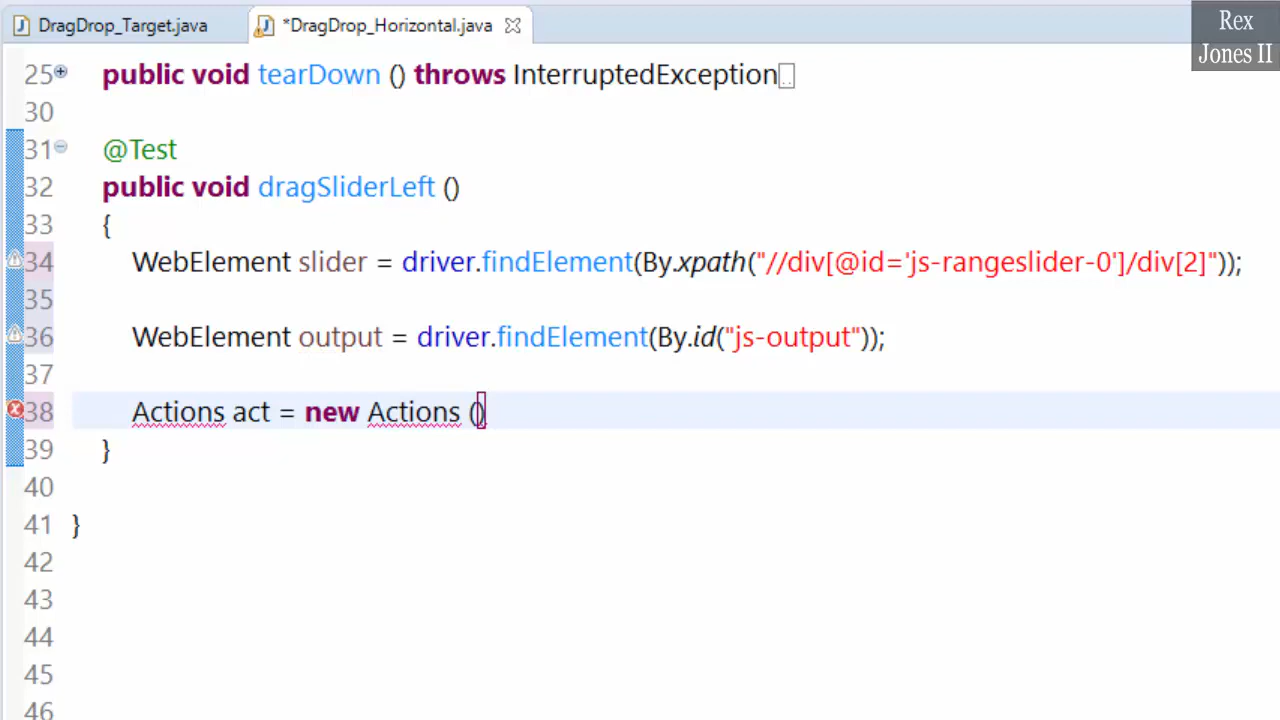 DragDrop_Target.java *DragDrop_Horizontal.java
Rex
Jones II
25 public void tearDown () throws InterruptedException
30
31 @Test
32 public void dragSliderLeft ()
33 {
34 WebElement slider = driver.findElement(By.xpath("//div[@id='js-rangeslider-0']/div[2]"));
35
36 WebElement output = driver.findElement(By.id("js-output"));
37
38 Actions act = new Actions ()
39 }
40
41 }
42
43
44
45
46